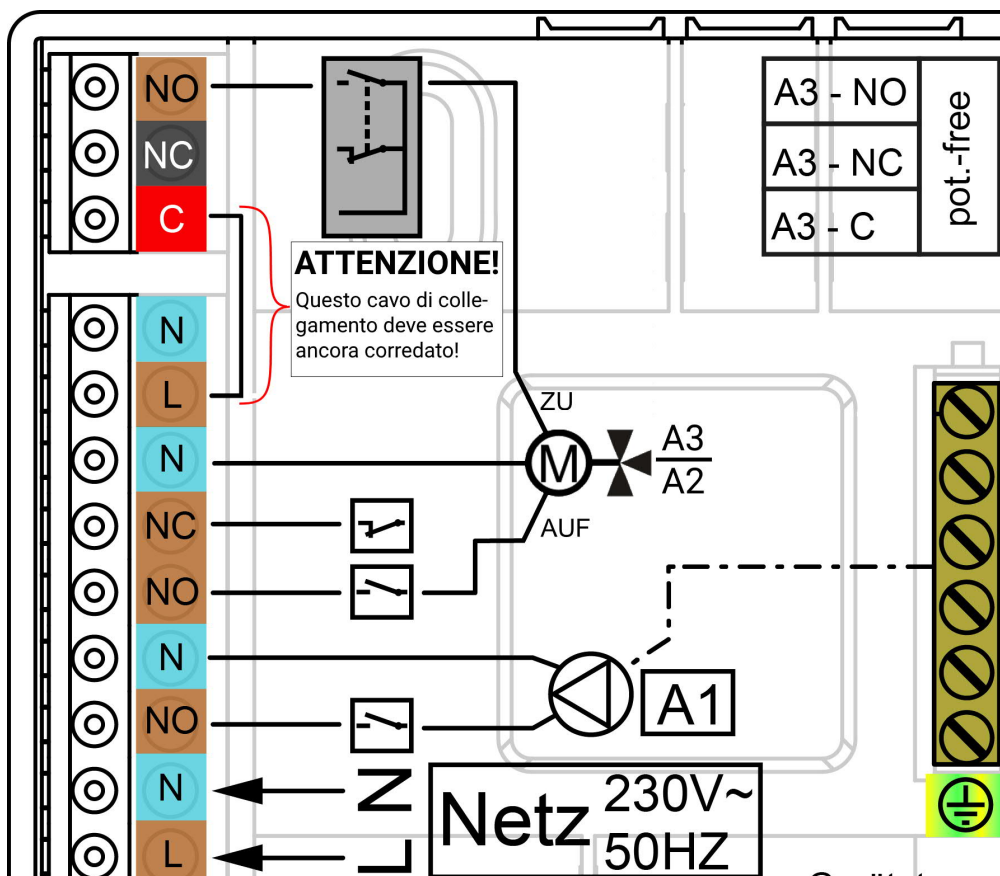 NO
NC
C
N
L
N
NC
NO
N
NO
N
L
ATTENZIONE!
Questo cavo di colle-
gamento deve essere
ancora corredato!
ZU
M
A3
A2
AUF
A1
N
L
Netz
230V~
50HZ
A3 - NO
A3 - NC
A3 - C
pot.-free